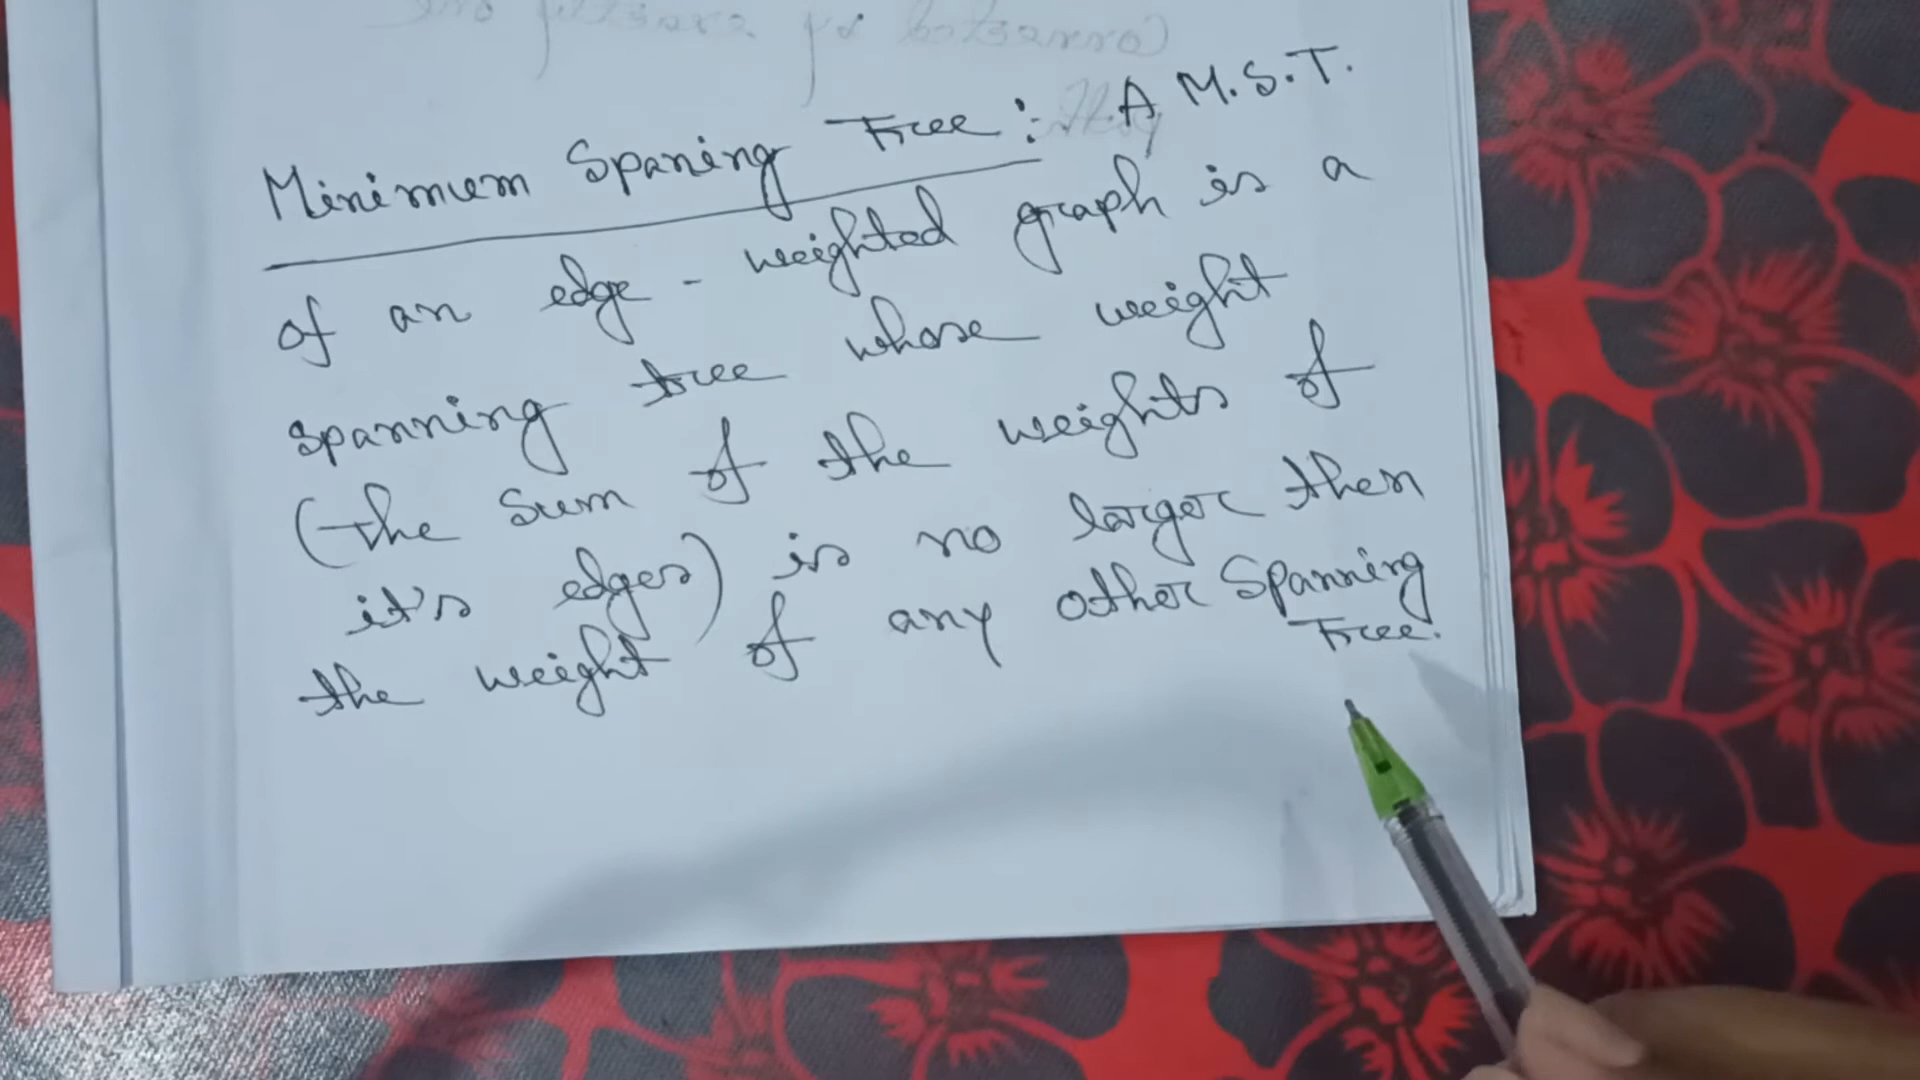 Minimum Spaning Tree : A M.S.T.
of an edge - weighted graph is a
spanning tree whose weight
(the sum of the weights of
it's edges) is no larger then
the weight of any other Spanning
Tree.